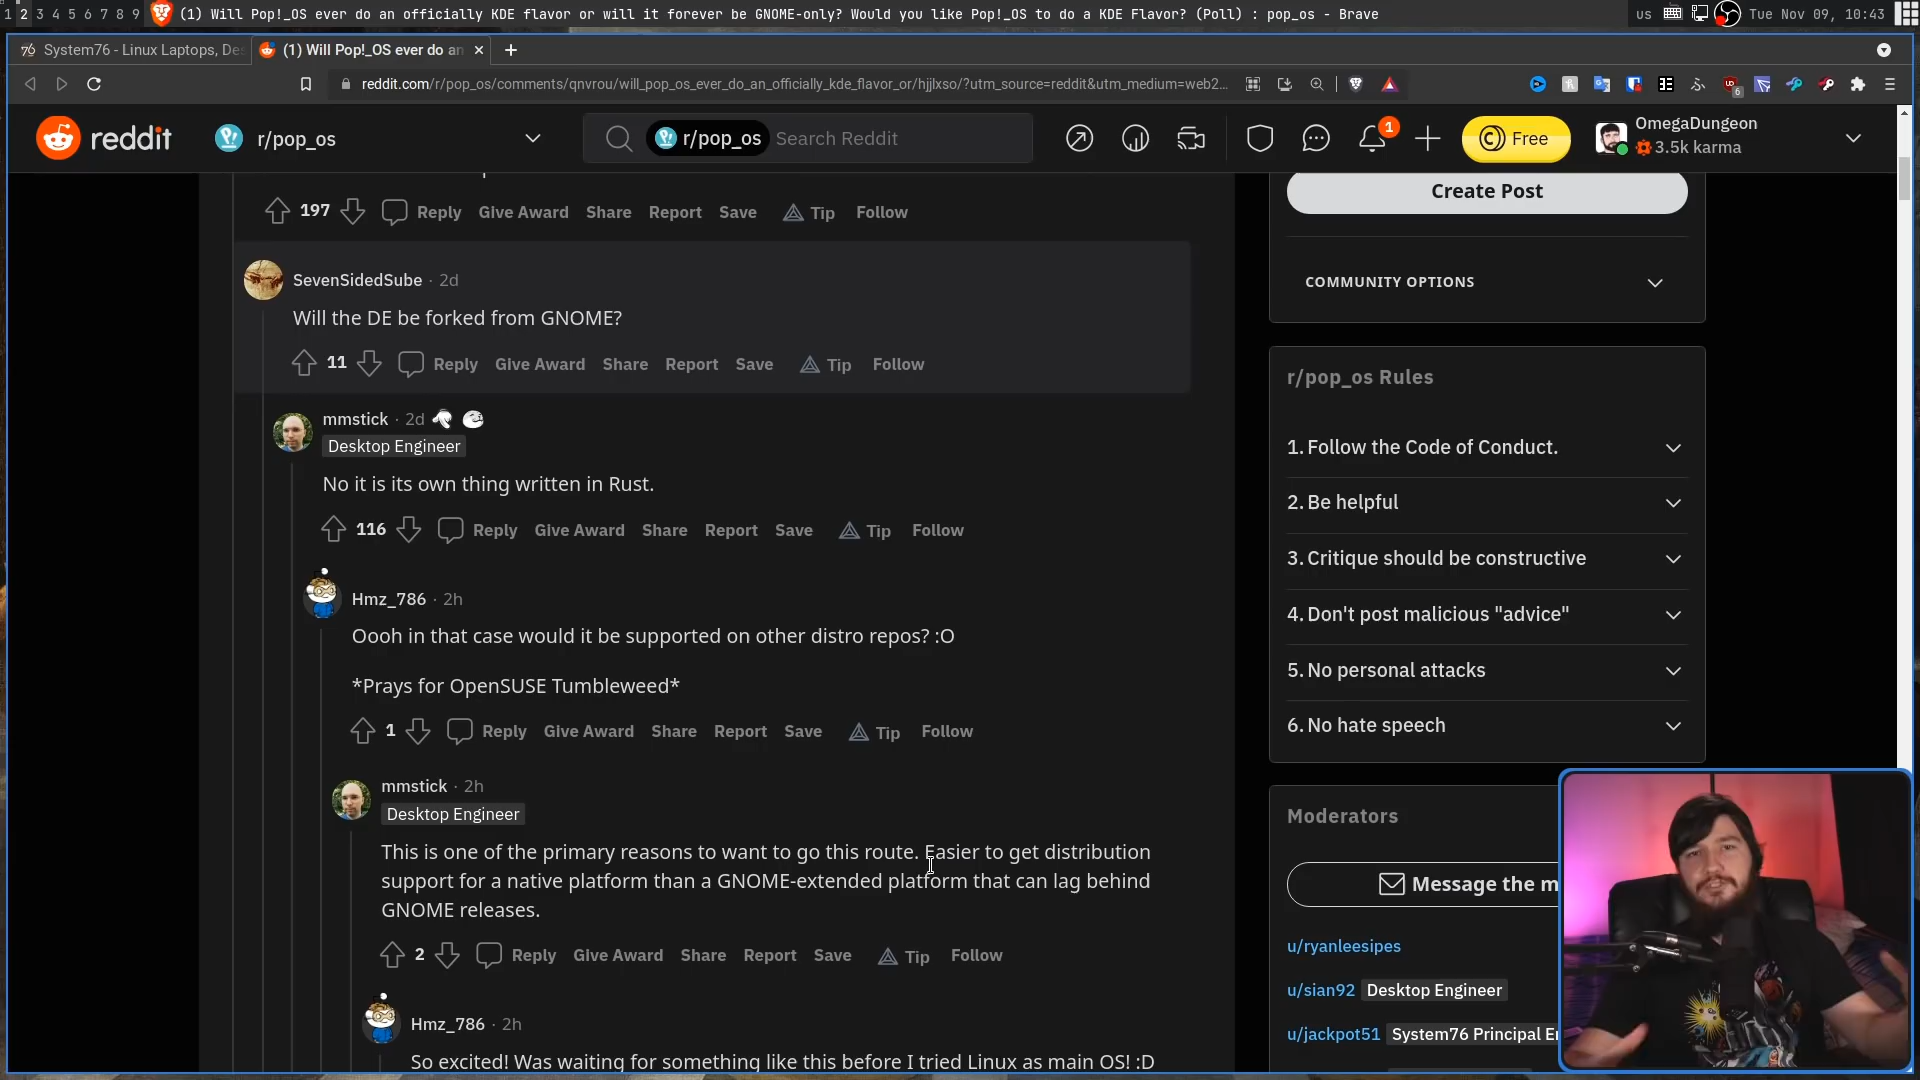 1 2 3 4 5 6 7 8 9 (1) Will Pop!_OS ever do an officially KDE flavor or will it forever be GNOME-only? Would you like Pop!_OS to do a KDE Flavor? (Poll) : pop_os - Brave
us Tue Nov 09, 10:43
System76 - Linux Laptops, De
(1) Will Pop!_OS ever do an
reddit.com/r/pop_os/comments/qnvrou/will_pop_os_ever_do_an_officially_kde_flavor_or/hjjlxso/?utm_source=reddit&utm_medium=web2...
6
reddit
r/pop_os
r/pop_os Search Reddit
1
Free
OmegaDungeon
3.5k karma
197 Reply Give Award Share Report Save Tip Follow
SevenSidedSube · 2d
Will the DE be forked from GNOME?
11 Reply Give Award Share Report Save Tip Follow
mmstick · 2d
Desktop Engineer
No it is its own thing written in Rust.
116 Reply Give Award Share Report Save Tip Follow
Hmz_786 · 2h
Oooh in that case would it be supported on other distro repos? :O
*Prays for OpenSUSE Tumbleweed*
1 Reply Give Award Share Report Save Tip Follow
mmstick · 2h
Desktop Engineer
This is one of the primary reasons to want to go this route. Easier to get distribution
support for a native platform than a GNOME-extended platform that can lag behind
GNOME releases.
2 Reply Give Award Share Report Save Tip Follow
Hmz_786 · 2h
So excited! Was waiting for something like this before I tried Linux as main OS! :D
Create Post
COMMUNITY OPTIONS
r/pop_os Rules
1. Follow the Code of Conduct.
2. Be helpful
3. Critique should be constructive
4. Don't post malicious "advice"
5. No personal attacks
6. No hate speech
Moderators
Message the m
u/ryanleesipes
u/sian92 Desktop Engineer
u/jackpot51 System76 Principal E